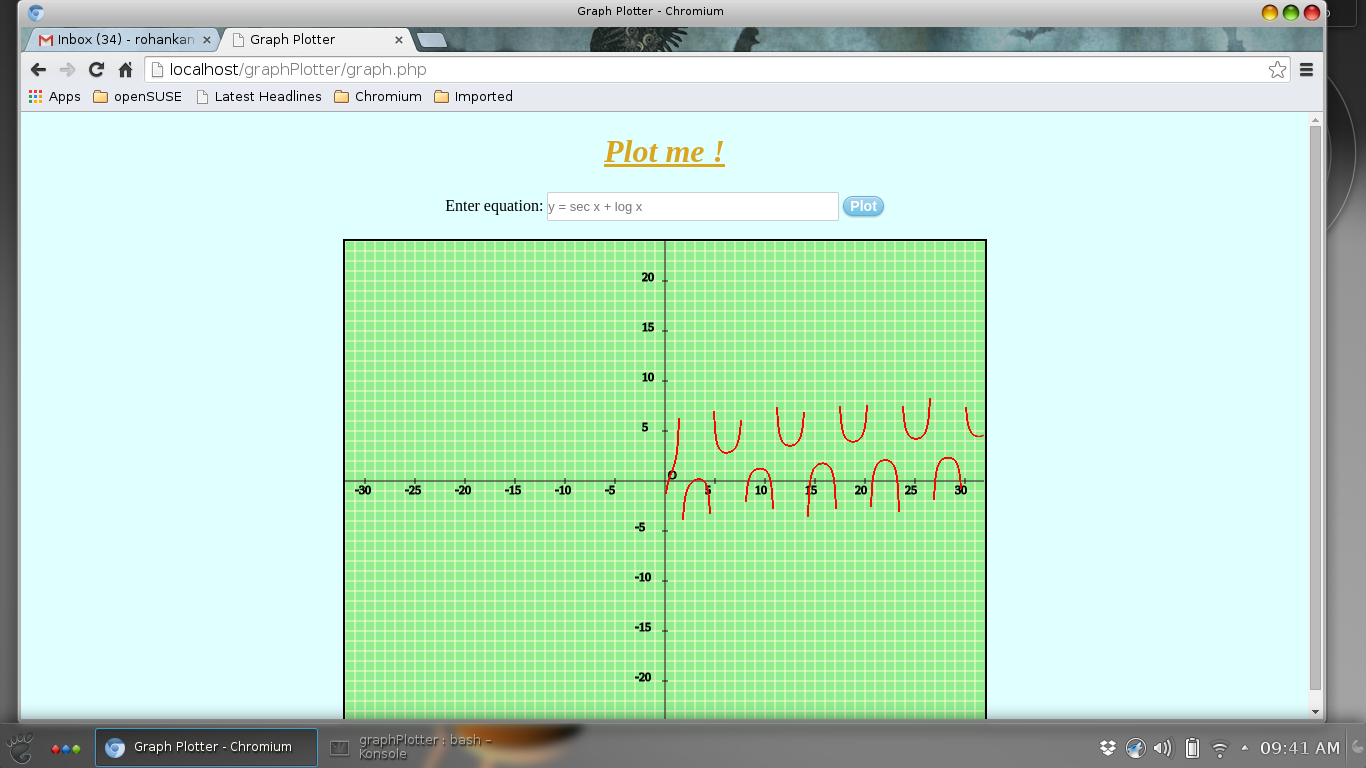 Graph Plotter - Chromium
Inbox (34) - rohankan
Graph Plotter
localhost/graphPlotter/graph.php
Apps openSUSE Latest Headlines Chromium Imported
Plot me !
Enter equation: y = sec x + log x Plot
20
15
10
5
O
-30 -25 -20 -15 -10 -5 5 10 15 20 25 30
-5
-10
-15
-20
Graph Plotter - Chromium
graphPlotter : bash –
Konsole
09:41 AM